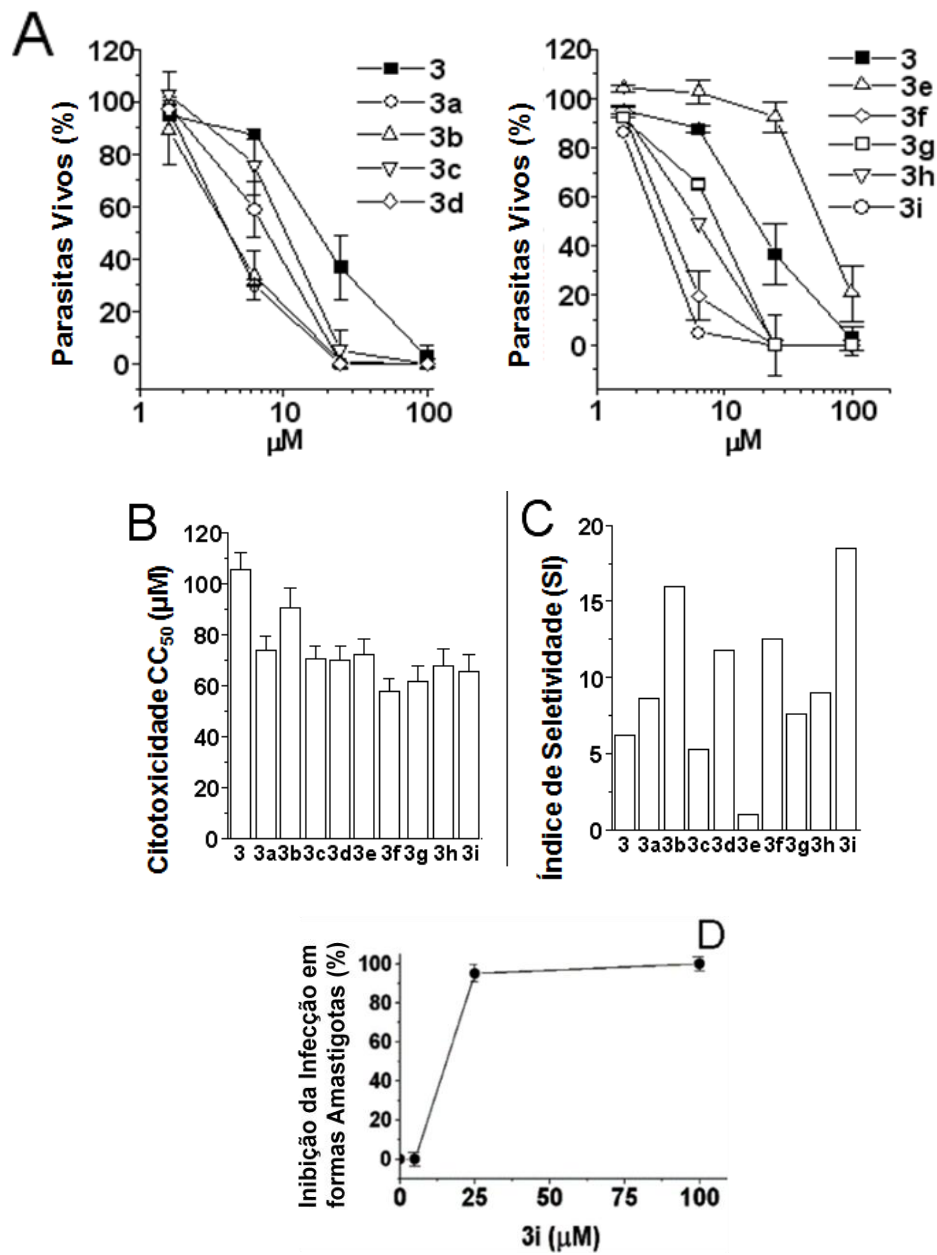 A
Parasitas Vivos (%)
120
100
80
60
40
20
0
1
10
100
µM
3
3a
3b
3c
3d
Parasitas Vivos (%)
120
100
80
60
40
20
0
1
10
100
µM
3
3e
3f
3g
3h
3i
B
Citotoxicidade CC50 (µM)
120
100
80
60
40
20
0
3 3a 3b 3c 3d 3e 3f 3g 3h 3i
C
Índice de Seletividade (SI)
20
15
10
5
0
3 3a 3b 3c 3d 3e 3f 3g 3h 3i
D
Inibição da Infecção em
formas Amastigotas (%)
100
80
60
40
20
0
0 25 50 75 100
3i (µM)